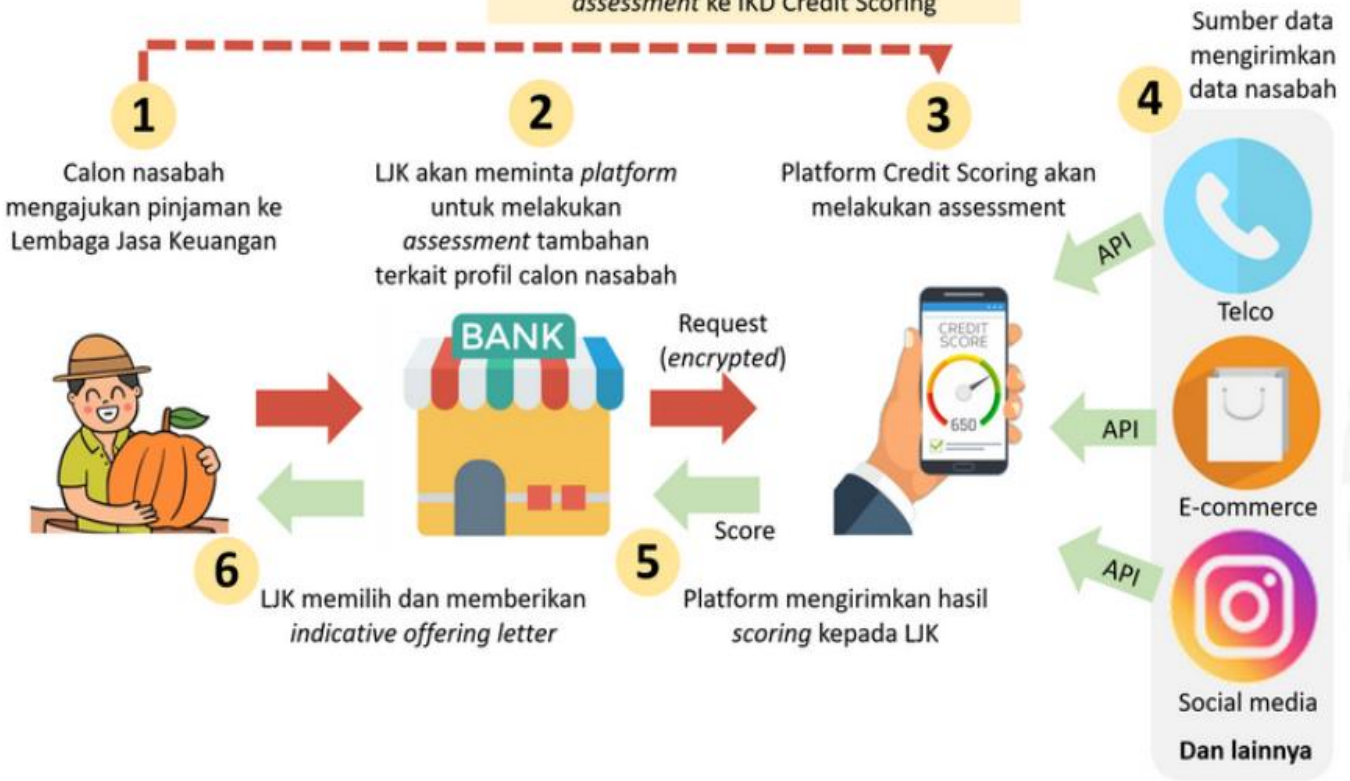 assessment ke IKD Credit Scoring
1
Calon nasabah
mengajukan pinjaman ke
Lembaga Jasa Keuangan
2
LJK akan meminta platform
untuk melakukan
assessment tambahan
terkait profil calon nasabah
3
Platform Credit Scoring akan
melakukan assessment
4
Sumber data
mengirimkan
data nasabah
BANK
Request
(encrypted)
CREDIT
SCORE
650
API
Telco
API
E-commerce
API
Social media
Dan lainnya
Score
5
Platform mengirimkan hasil
scoring kepada LJK
6
LJK memilih dan memberikan
indicative offering letter